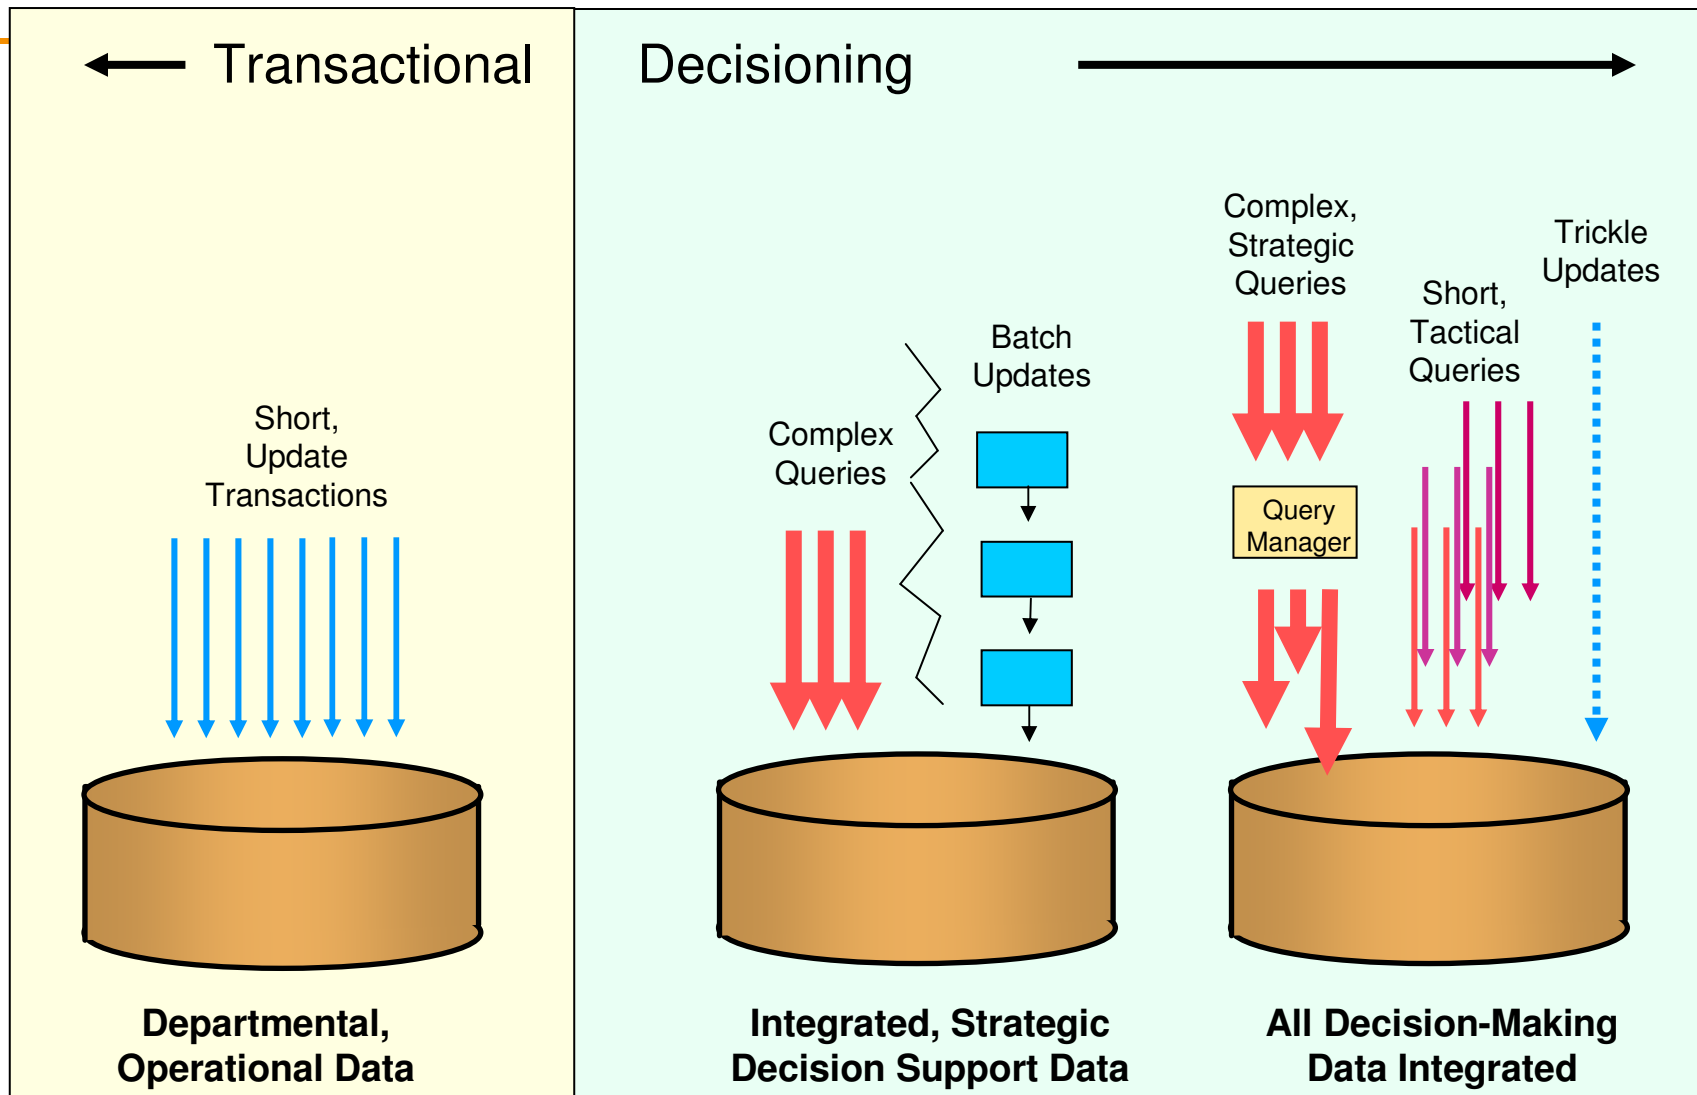 Transactional
Decisioning
Short,
Update
Transactions
Complex
Queries
Batch
Updates
Complex,
Strategic
Queries
Query
Manager
Short,
Tactical
Queries
Trickle
Updates
Departmental,
Operational Data
Integrated, Strategic
Decision Support Data
All Decision-Making
Data Integrated